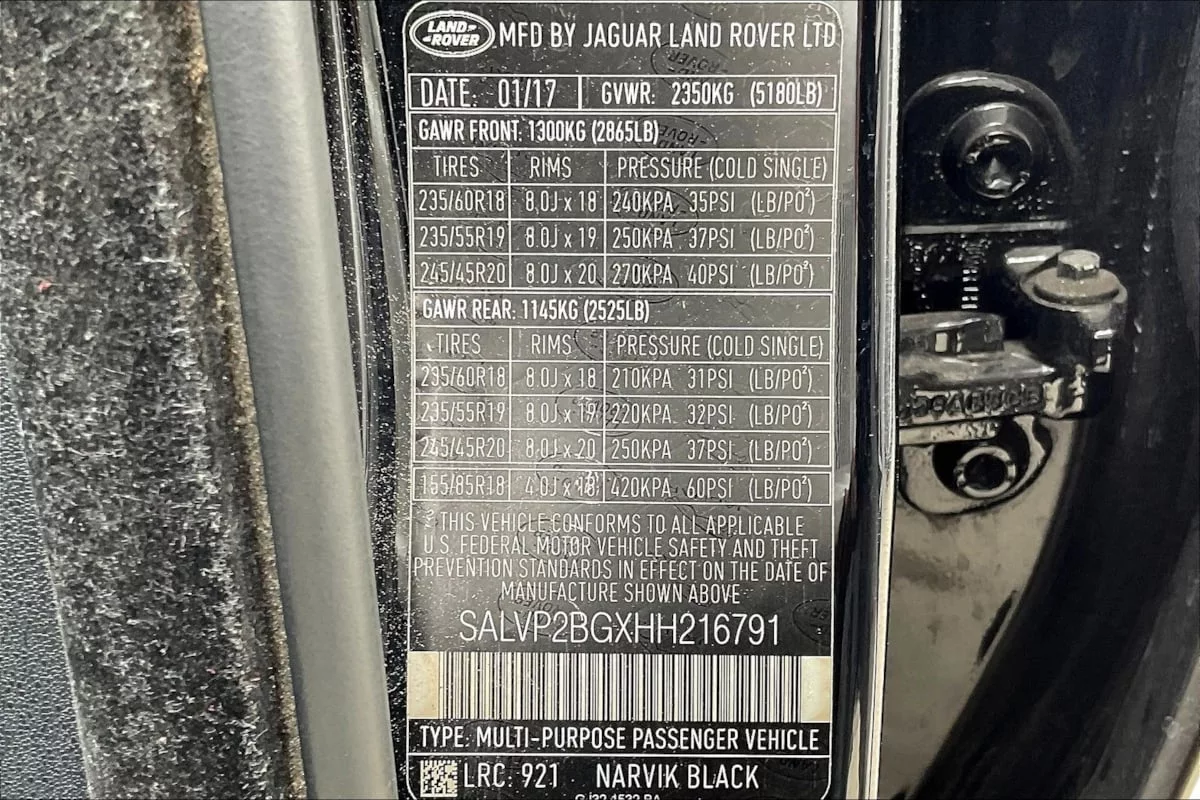 LAND ROVER MFD BY JAGUAR LAND ROVER LTD
DATE: 01/17 GVWR: 2350KG (5180LB)
GAWR FRONT: 1300KG (2865LB)
TIRES RIMS PRESSURE (COLD SINGLE)
235/60R18 8.0J x 18 240KPA 35PSI (LB/PO²)
235/55R19 8.0J x 19 250KPA 37PSI (LB/PO²)
245/45R20 8.0J x 20 270KPA 40PSI (LB/PO²)
GAWR REAR: 1145KG (2525LB)
TIRES RIMS PRESSURE (COLD SINGLE)
235/60R18 8.0J x 18 210KPA 31PSI (LB/PO²)
235/55R19 8.0J x 19 220KPA 32PSI (LB/PO²)
245/45R20 8.0J x 20 250KPA 37PSI (LB/PO²)
155/85R18 4.0J x 18 420KPA 60PSI (LB/PO²)
THIS VEHICLE CONFORMS TO ALL APPLICABLE
U.S. FEDERAL MOTOR VEHICLE SAFETY AND THEFT
PREVENTION STANDARDS IN EFFECT ON THE DATE OF
MANUFACTURE SHOWN ABOVE
SALVP2BGXHH216791
TYPE: MULTI-PURPOSE PASSENGER VEHICLE
LRC: 921 NARVIK BLACK